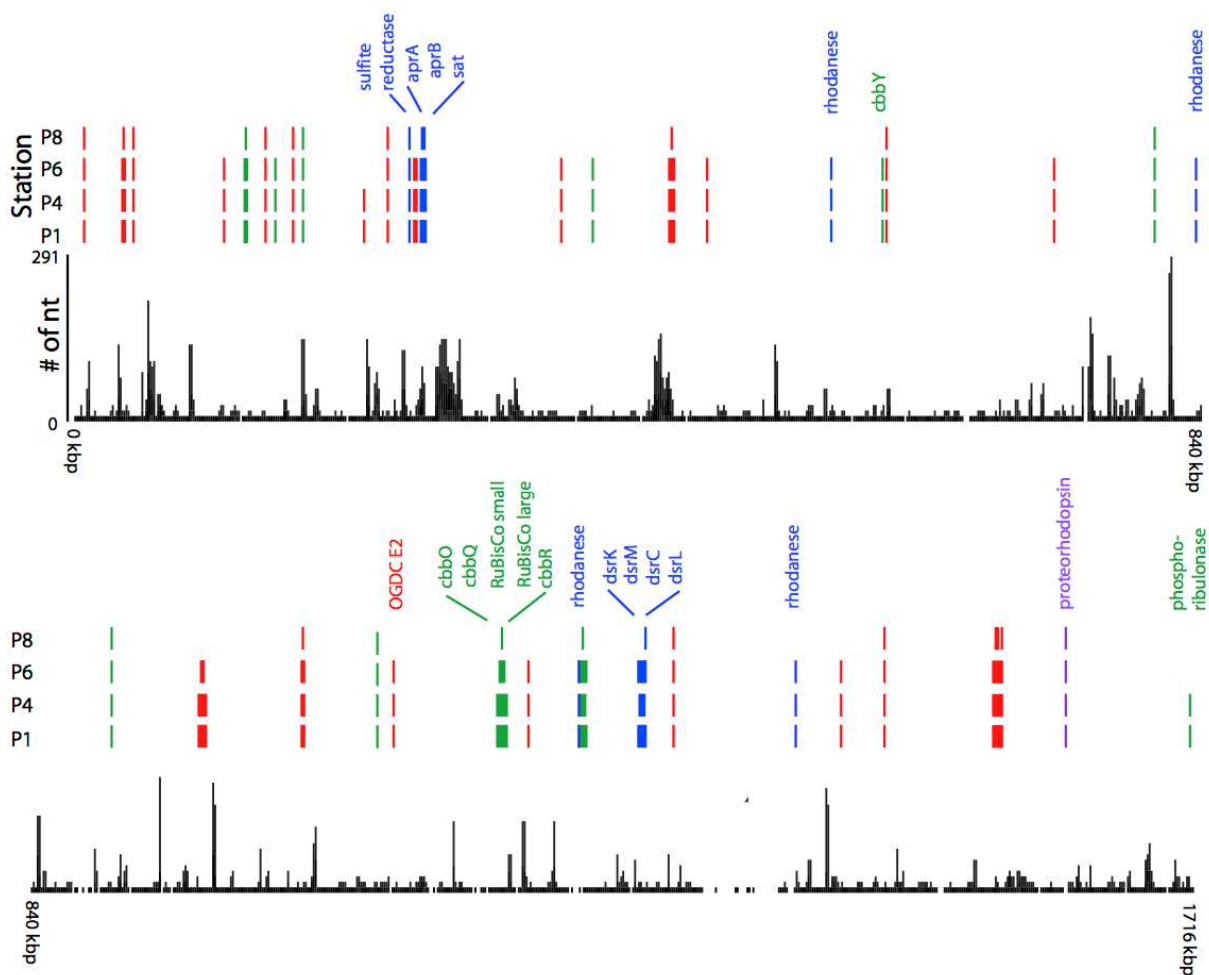 sulfite
reductase
aprA
aprB
sat
rhodanese
cbbY
rhodanese
Station
P8
P6
P4
P1
291
# of nt
0
0 kbp
840 kbp
OGDC E2
cbbO
cbbQ
RuBisCo small
RuBisCo large
cbbR
rhodanese
dsrK
dsrM
dsrC
dsrL
rhodanese
proteorhodopsin
phospho-
ribulonase
P8
P6
P4
P1
840 kbp
1716 kbp